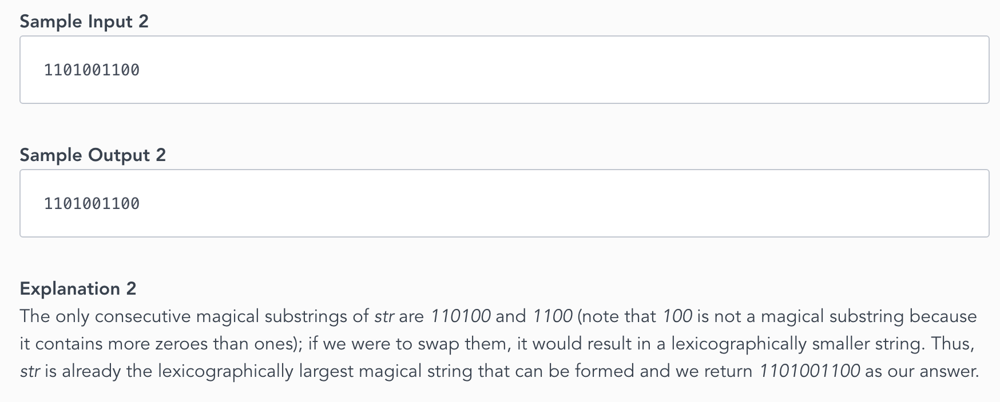 Sample Input 2
1101001100
Sample Output 2
1101001100
Explanation 2
The only consecutive magical substrings of str are 110100 and 1100 (note that 100 is not a magical substring because
it contains more zeroes than ones); if we were to swap them, it would result in a lexicographically smaller string. Thus,
str is already the lexicographically largest magical string that can be formed and we return 1101001100 as our answer.